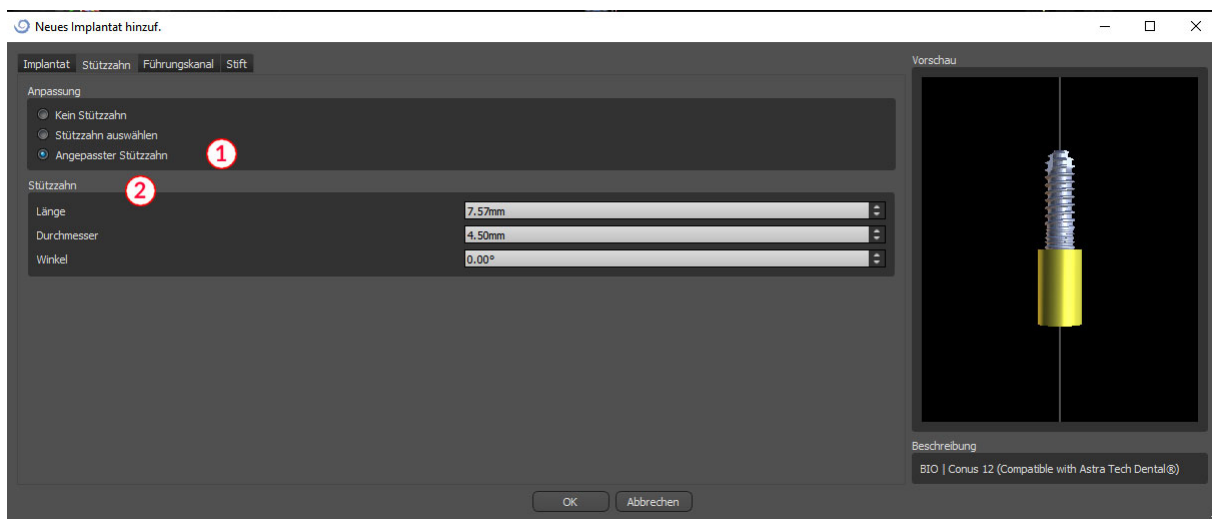 Neues Implantat hinzuf.
Implantat Stützzahn Führungskanal Stift
Anpassung
Kein Stützzahn
Stützzahn auswählen
Angepasster Stützzahn 1
Stützzahn 2
Länge 7.57mm
Durchmesser 4.50mm
Winkel 0.00°
Vorschau
Beschreibung
BIO | Conus 12 (Compatible with Astra Tech Dental®)
OK Abbrechen